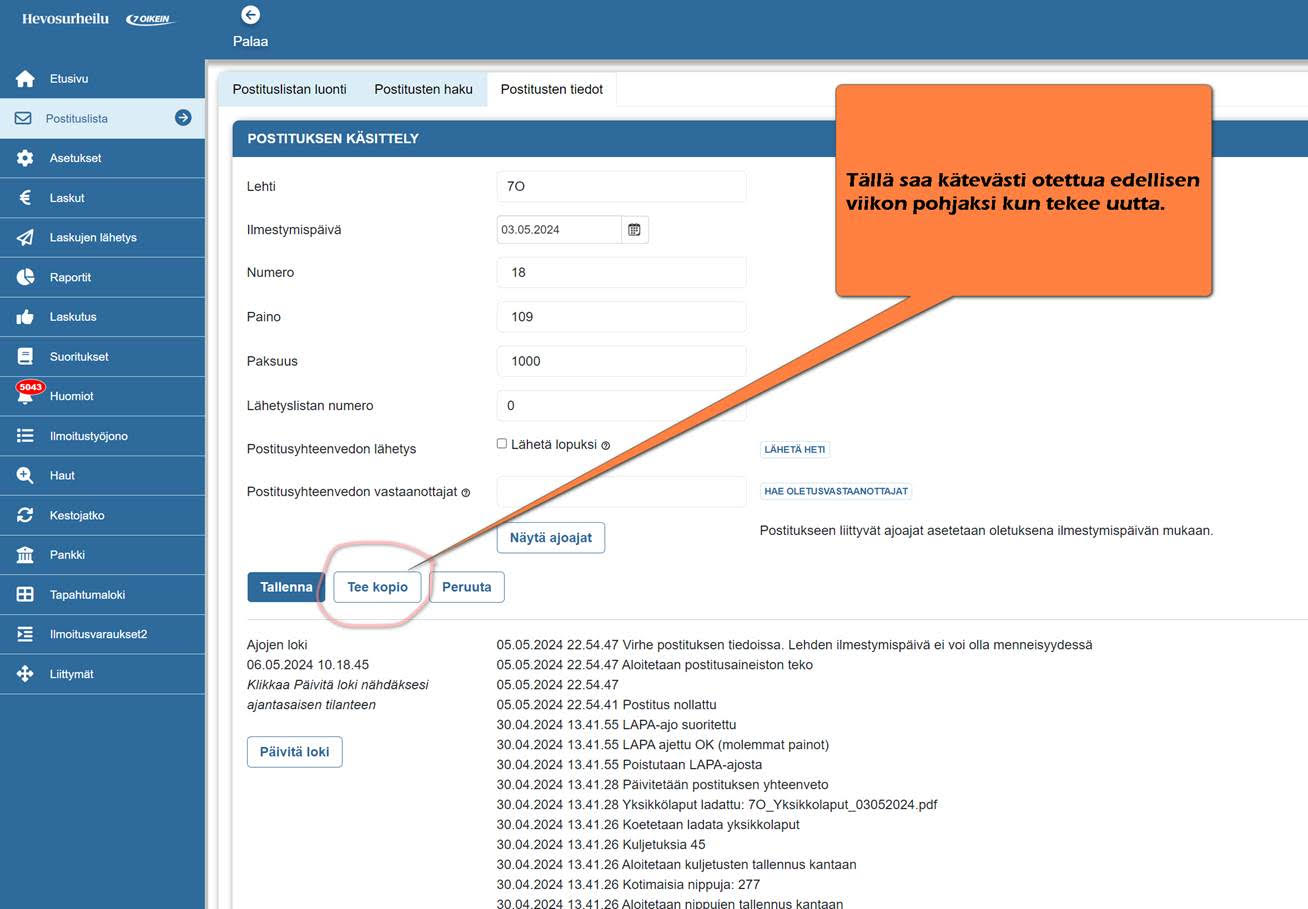 Hevosurheilu
7 OIKEIN
Palaa
Etusivu
Postituslista
Asetukset
Laskut
Laskujen lähetys
Raportit
Laskutus
Suoritukset
5043
Huomiot
Ilmoitustyöjono
Haut
Kestojatko
Pankki
Tapahtumaloki
Ilmoitusvaraukset2
Liittymät
Postituslistan luonti
Postitusten haku
Postitusten tiedot
POSTITUKSEN KÄSITTELY
Tällä saa kätevästi otettua edellisen
viikon pohjaksi kun tekee uutta.
Lehti
7O
Ilmestymispäivä
03.05.2024
Numero
18
Paino
109
Paksuus
1000
Lähetyslistan numero
0
Postitusyhteenvedon lähetys
Lähetä lopuksi
LÄHETÄ HETI
Postitusyhteenvedon vastaanottajat
HAE OLETUSVASTAANOTTAJAT
Näytä ajoajat
Postitukseen liittyvät ajoajat asetetaan oletuksena ilmestymispäivän mukaan.
Tallenna
Tee kopio
Peruuta
Ajojen loki
06.05.2024 10.18.45
Klikkaa Päivitä loki nähdäksesi
ajantasaisen tilanteen
Päivitä loki
05.05.2024 22.54.47 Virhe postituksen tiedoissa. Lehden ilmestymispäivä ei voi olla menneisyydessä
05.05.2024 22.54.47 Aloitetaan postitusaineiston teko
05.05.2024 22.54.47
05.05.2024 22.54.41 Postitus nollattu
30.04.2024 13.41.55 LAPA-ajo suoritettu
30.04.2024 13.41.55 LAPA ajettu OK (molemmat painot)
30.04.2024 13.41.55 Poistutaan LAPA-ajosta
30.04.2024 13.41.28 Päivitetään postituksen yhteenveto
30.04.2024 13.41.28 Yksikkölaput ladattu: 7O_Yksikkolaput_03052024.pdf
30.04.2024 13.41.26 Koetetaan ladata yksikkolaput
30.04.2024 13.41.26 Kuljetuksia 45
30.04.2024 13.41.26 Aloitetaan kuljetusten tallennus kantaan
30.04.2024 13.41.26 Kotimaisia nippuja: 277
30.04.2024 13.41.26 Aloitetaan nippujen tallennus kantaan